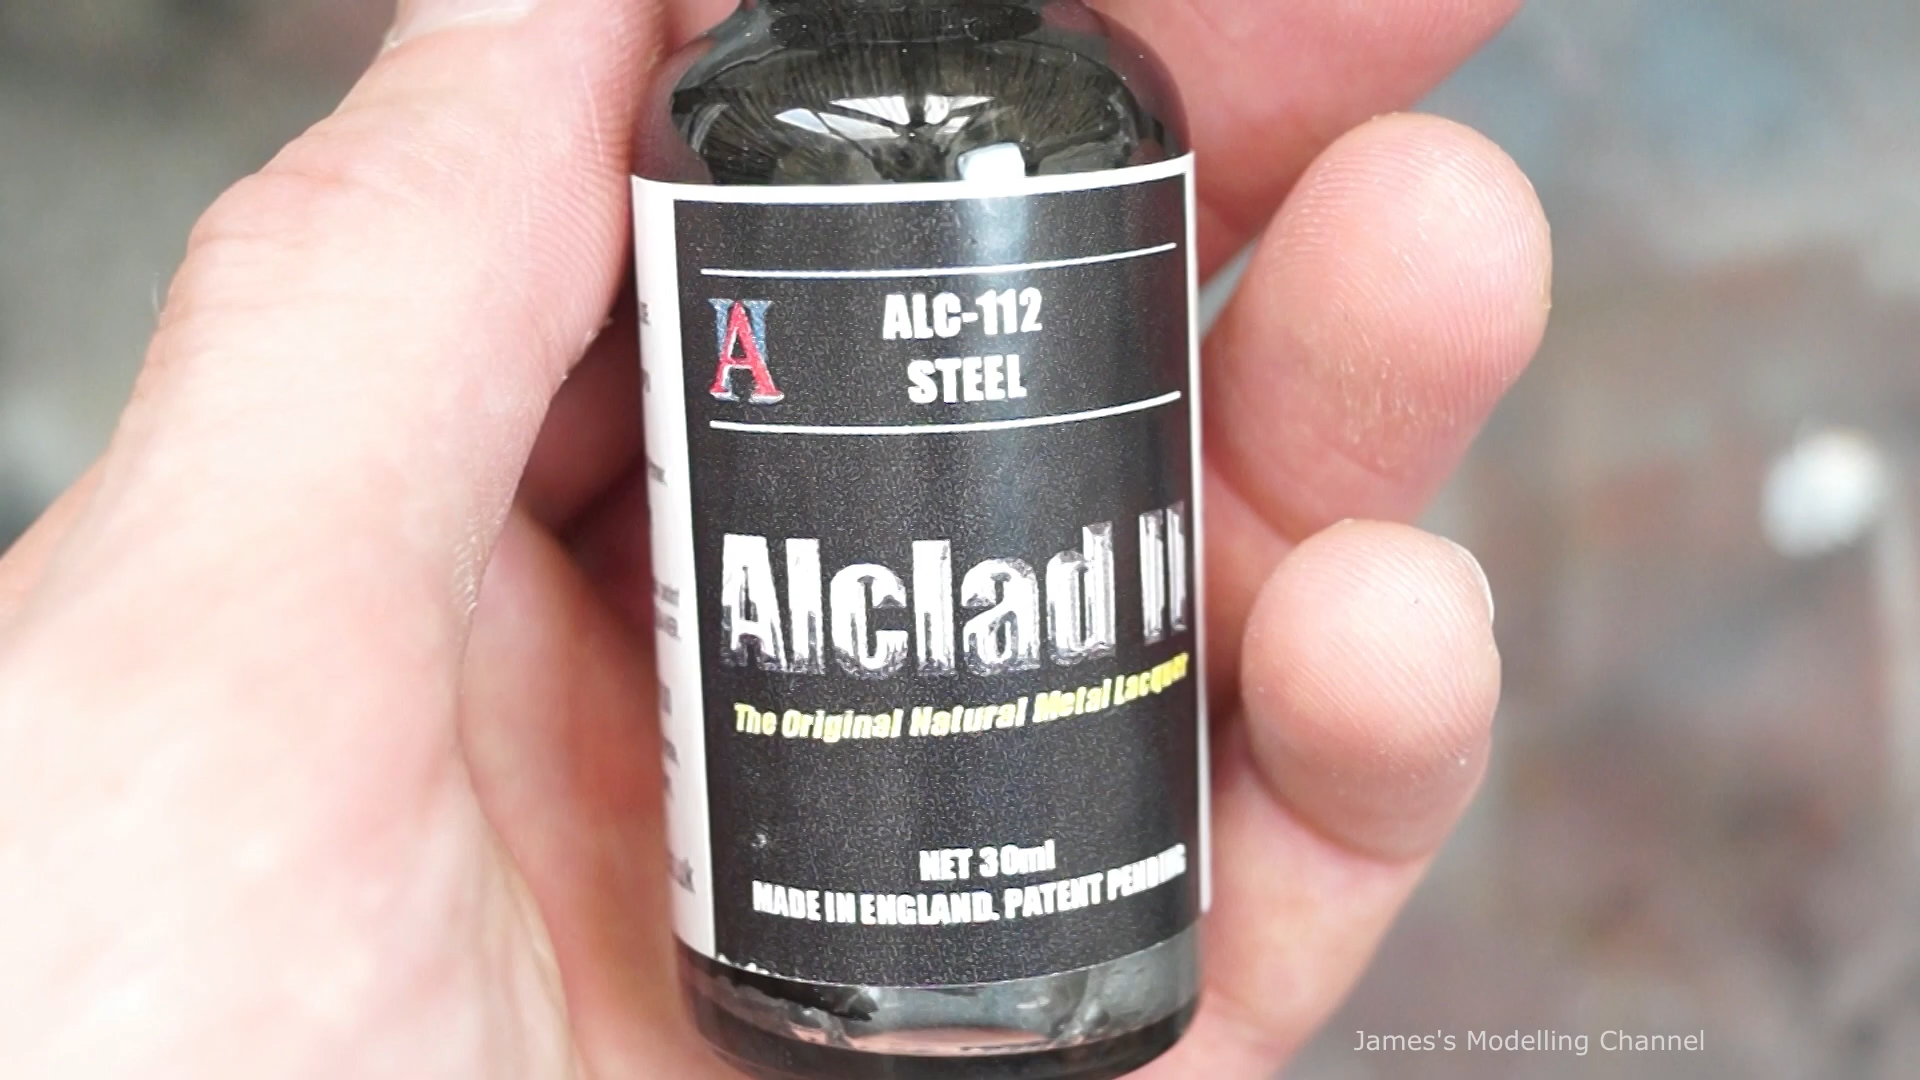 ALC-112
STEEL
Alclad II
The Original Natural Metal Lacquer
NET 30ml
MADE IN ENGLAND. PATENT PENDING
James's Modelling Channel